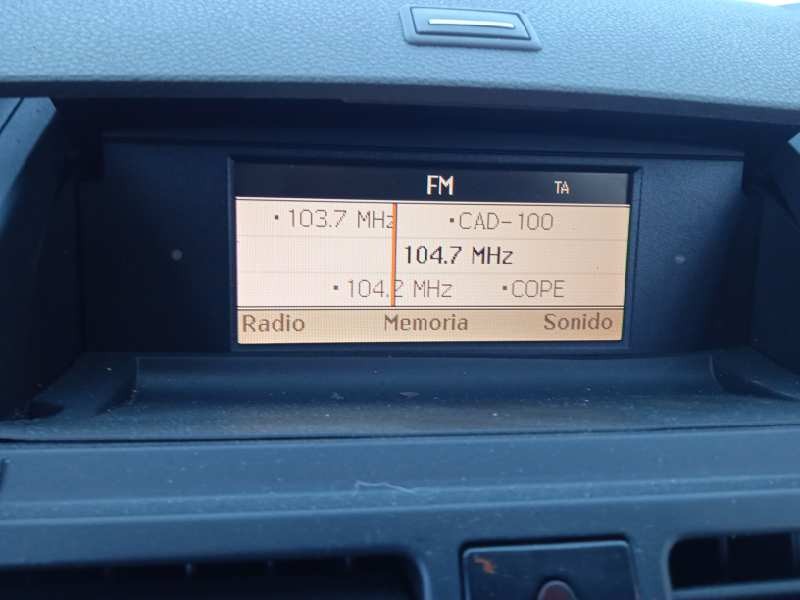 FM TA
•103.7 MHz •CAD-100
104.7 MHz
•104.2 MHz •COPE
Radio Memoria Sonido